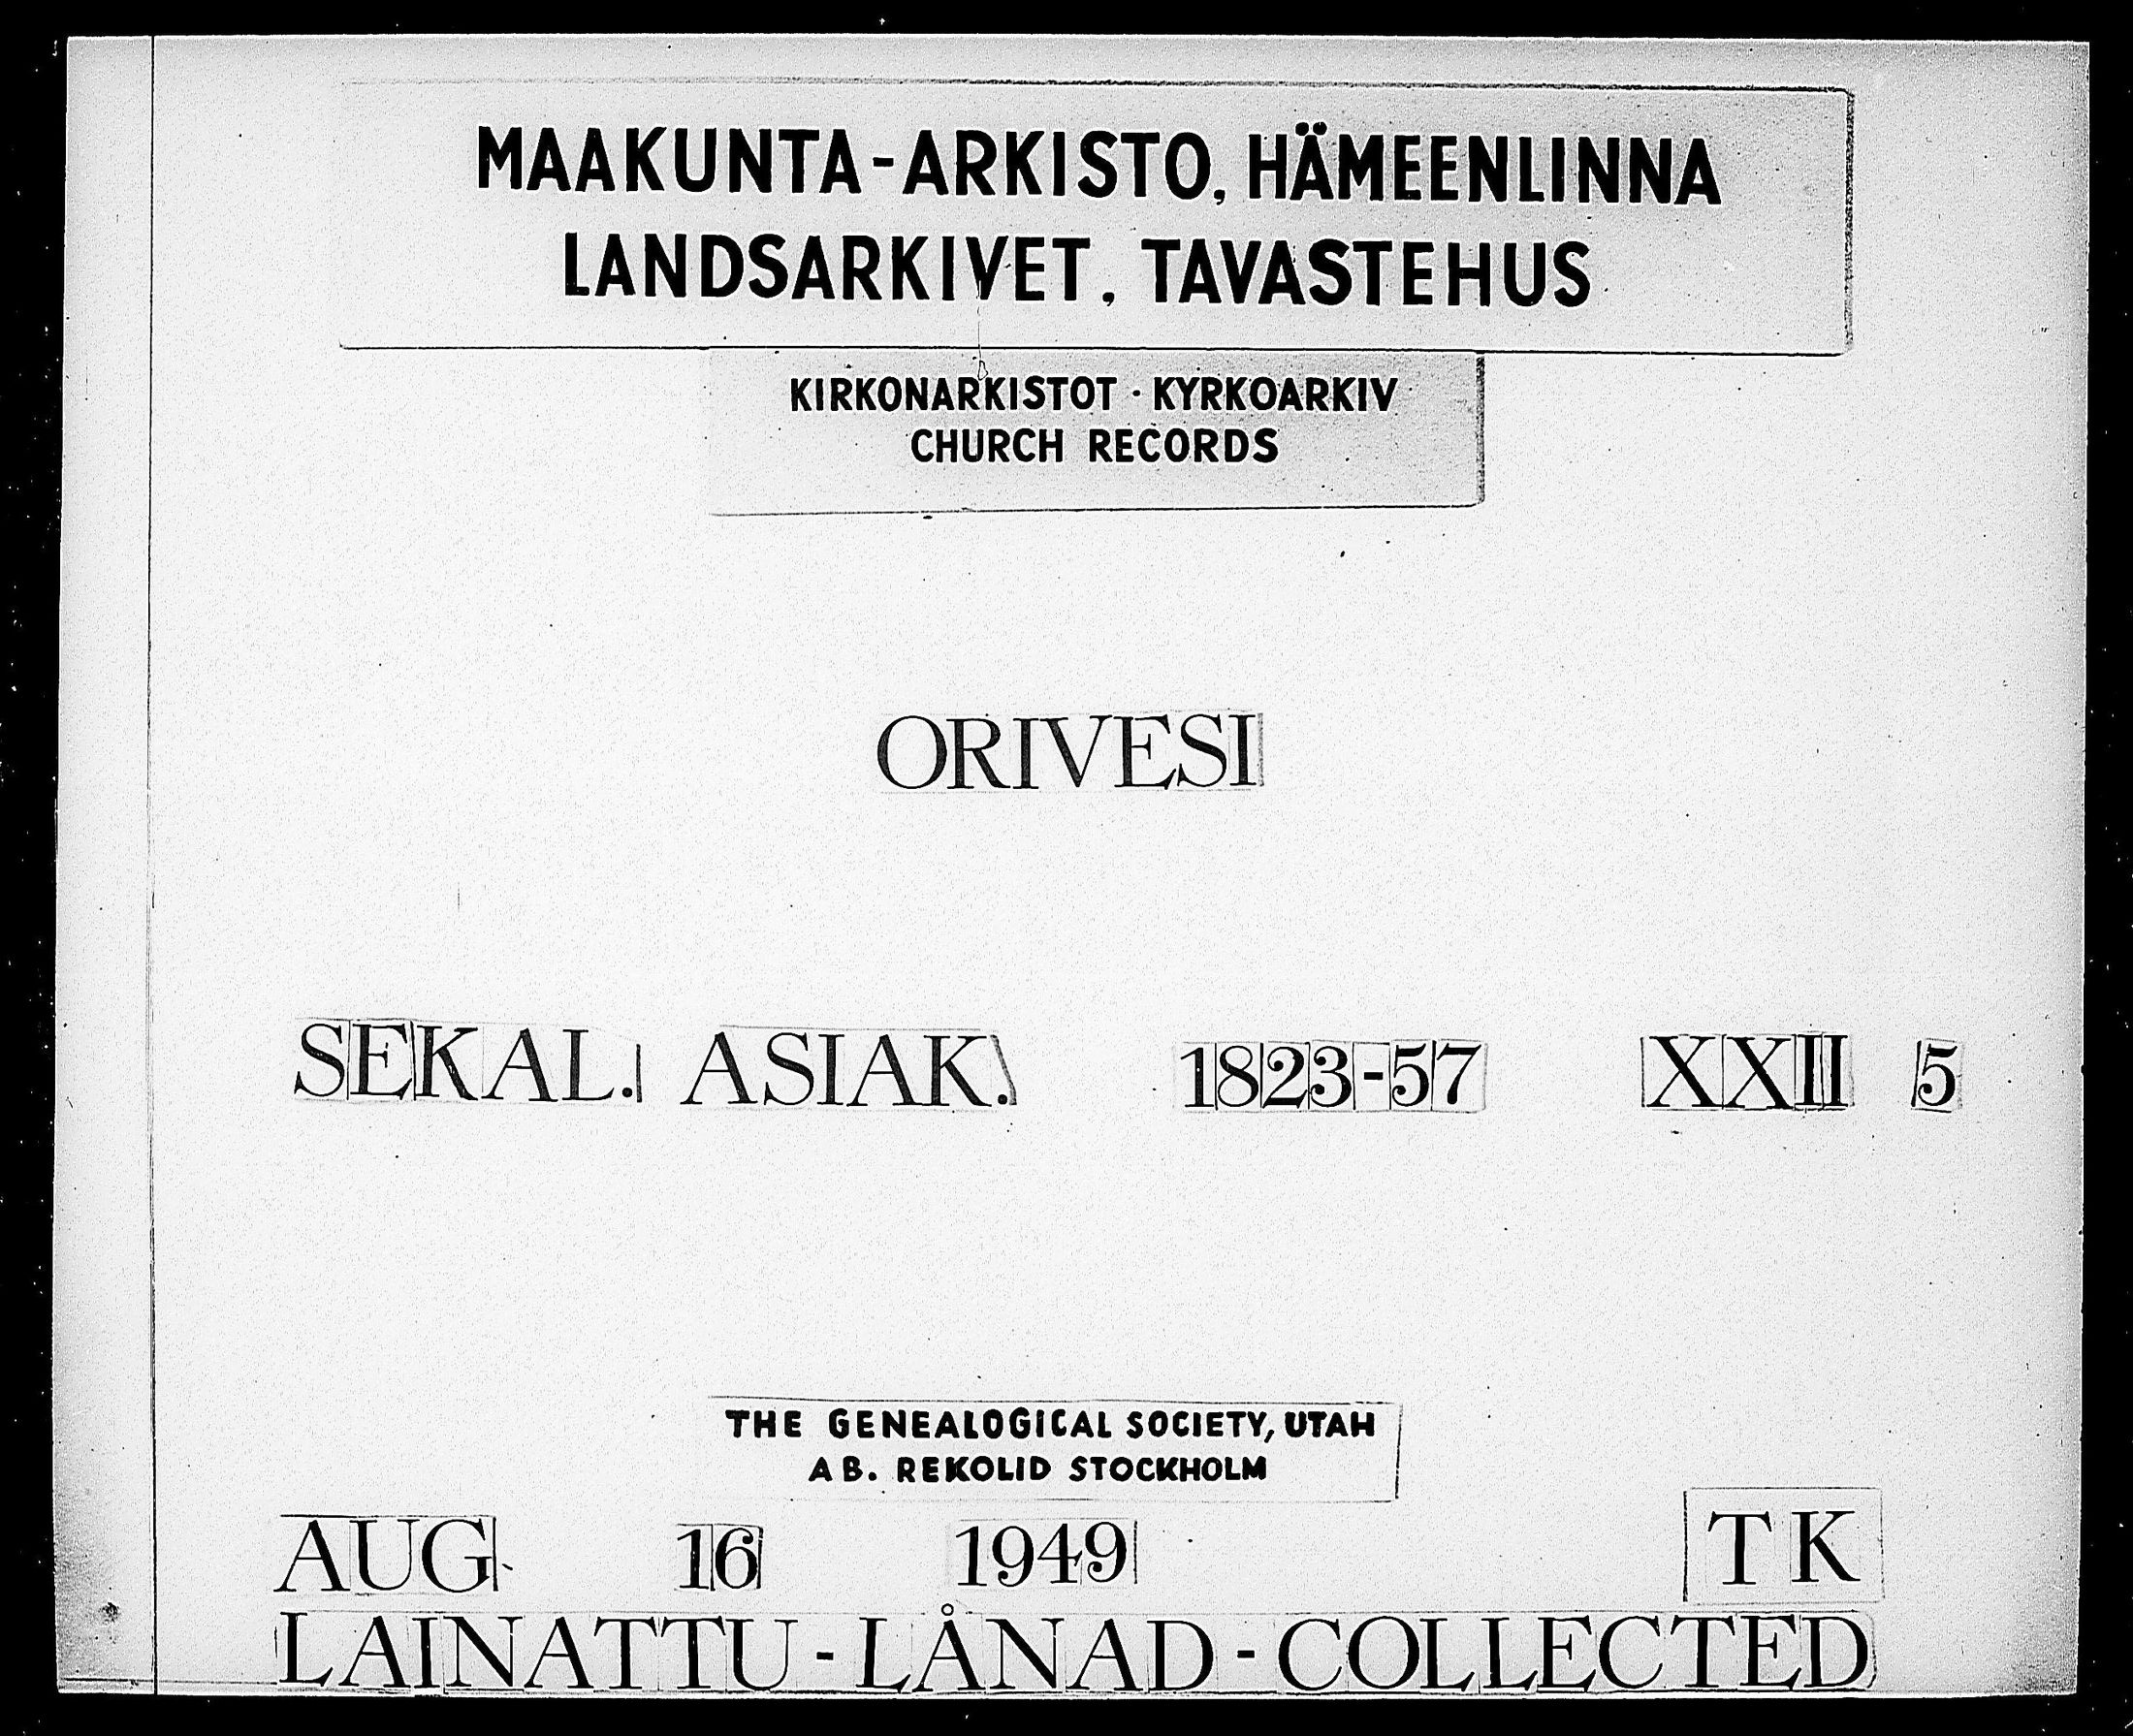 MAAKUNTA-ARKISTO, HÄMEENLINNA
LANDSARKIVET, TAVASTEHUS
KIRKONARKISTOT · KYRKOARKIV
CHURCH RECORDS
ORIVESI
SEKAL. ASIAK. 1823-57 XXII 5
THE GENEALOGICAL SOCIETY, UTAH
AB. REKOLID STOCKHOLM
AUG. 16 1949 TK
LAINATTU - LÅNAD - COLLECTED